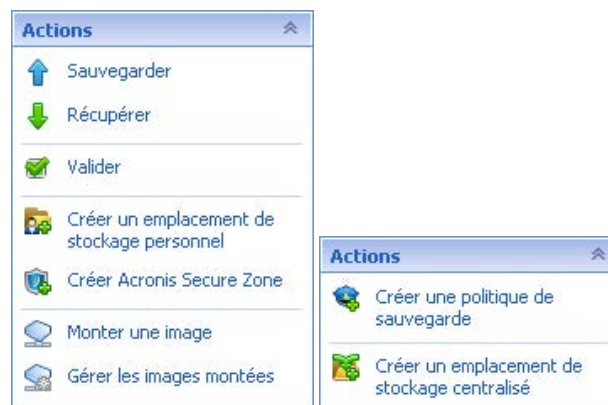 Actions
Sauvegarder
Récupérer
Valider
Créer un emplacement de
stockage personnel
Créer Acronis Secure Zone
Monter une image
Gérer les images montées
Actions
Créer une politique de
sauvegarde
Créer un emplacement de
stockage centralisé